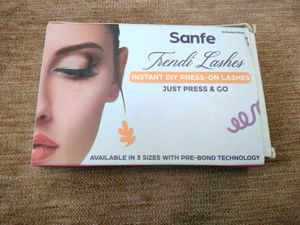 Sanfe
Trendi Lashes
INSTANT DIY PRESS-ON LASHES
JUST PRESS & GO
AVAILABLE IN 3 SIZES WITH PRE-BOND TECHNOLOGY